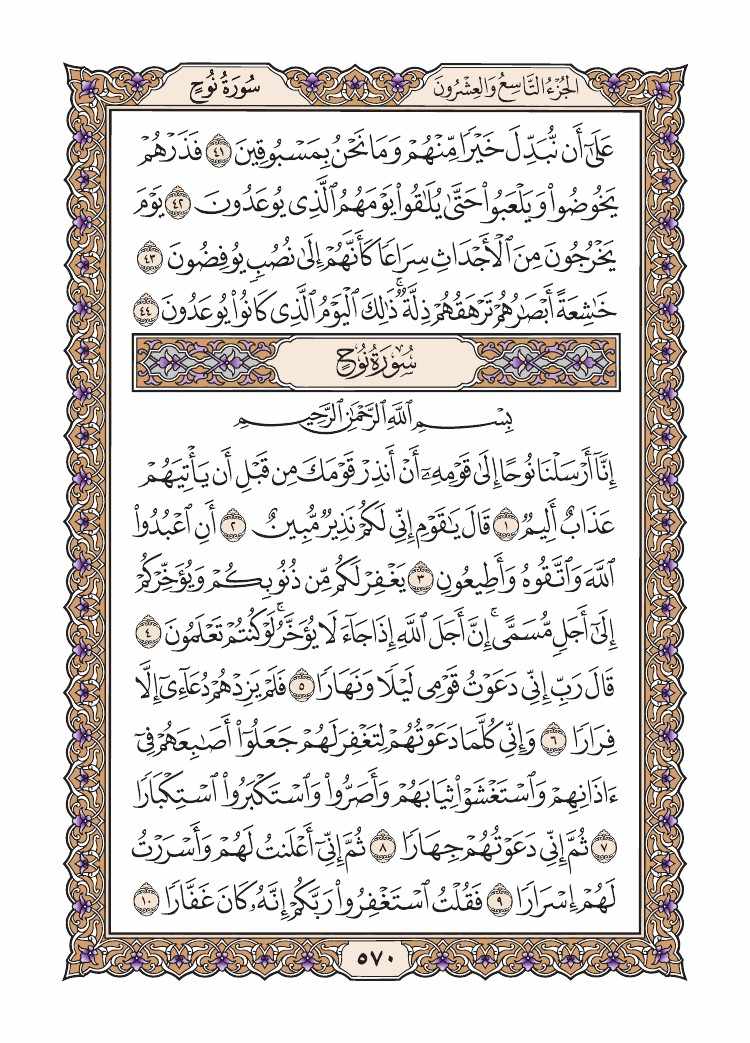 الجُزْءُ التَّاسِعُ وَالعِشْرُونَ سُورَةُ نُوحٍ
عَلَىٰٓ أَن نُّبَدِّلَ خَيْرٗا مِّنۡهُمۡ وَمَا نَحۡنُ بِمَسۡبُوقِينَ ٤١ فَذَرۡهُمۡ
يَخُوضُواْ وَيَلۡعَبُواْ حَتَّىٰ يُلَٰقُواْ يَوۡمَهُمُ ٱلَّذِي يُوعَدُونَ ٤٢ يَوۡمَ
يَخۡرُجُونَ مِنَ ٱلۡأَجۡدَاثِ سِرَاعٗا كَأَنَّهُمۡ إِلَىٰ نُصُبٖ يُوفِضُونَ ٤٣
خَٰشِعَةً أَبۡصَٰرُهُمۡ تَرۡهَقُهُمۡ ذِلَّةٞۚ ذَٰلِكَ ٱلۡيَوۡمُ ٱلَّذِي كَانُواْ يُوعَدُونَ ٤٤
سُورَةُ نُوحٍ
بِسۡمِ ٱللَّهِ ٱلرَّحۡمَٰنِ ٱلرَّحِيمِ
إِنَّآ أَرۡسَلۡنَا نُوحًا إِلَىٰ قَوۡمِهِۦٓ أَنۡ أَنذِرۡ قَوۡمَكَ مِن قَبۡلِ أَن يَأۡتِيَهُمۡ
عَذَابٌ أَلِيمٞ ١ قَالَ يَٰقَوۡمِ إِنِّي لَكُمۡ نَذِيرٞ مُّبِينٌ ٢ أَنِ ٱعۡبُدُواْ
ٱللَّهَ وَٱتَّقُوهُ وَأَطِيعُونِ ٣ يَغۡفِرۡ لَكُم مِّن ذُنُوبِكُمۡ وَيُؤَخِّرۡكُمۡ
إِلَىٰٓ أَجَلٖ مُّسَمًّىۚ إِنَّ أَجَلَ ٱللَّهِ إِذَا جَآءَ لَا يُؤَخَّرُۚ لَوۡ كُنتُمۡ تَعۡلَمُونَ ٤
قَالَ رَبِّ إِنِّي دَعَوۡتُ قَوۡمِي لَيۡلٗا وَنَهَارٗا ٥ فَلَمۡ يَزِدۡهُمۡ دُعَآءِيٓ إِلَّا
فِرَارٗا ٦ وَإِنِّي كُلَّمَا دَعَوۡتُهُمۡ لِتَغۡفِرَ لَهُمۡ جَعَلُوٓاْ أَصَٰبِعَهُمۡ فِيٓ
ءَاذَانِهِمۡ وَٱسۡتَغۡشَوۡاْ ثِيَابَهُمۡ وَأَصَرُّواْ وَٱسۡتَكۡبَرُواْ ٱسۡتِكۡبَارٗا
٧ ثُمَّ إِنِّي دَعَوۡتُهُمۡ جِهَارٗا ٨ ثُمَّ إِنِّيٓ أَعۡلَنتُ لَهُمۡ وَأَسۡرَرۡتُ
لَهُمۡ إِسۡرَارٗا ٩ فَقُلۡتُ ٱسۡتَغۡفِرُواْ رَبَّكُمۡ إِنَّهُۥ كَانَ غَفَّارٗا ١٠
٥٧٠